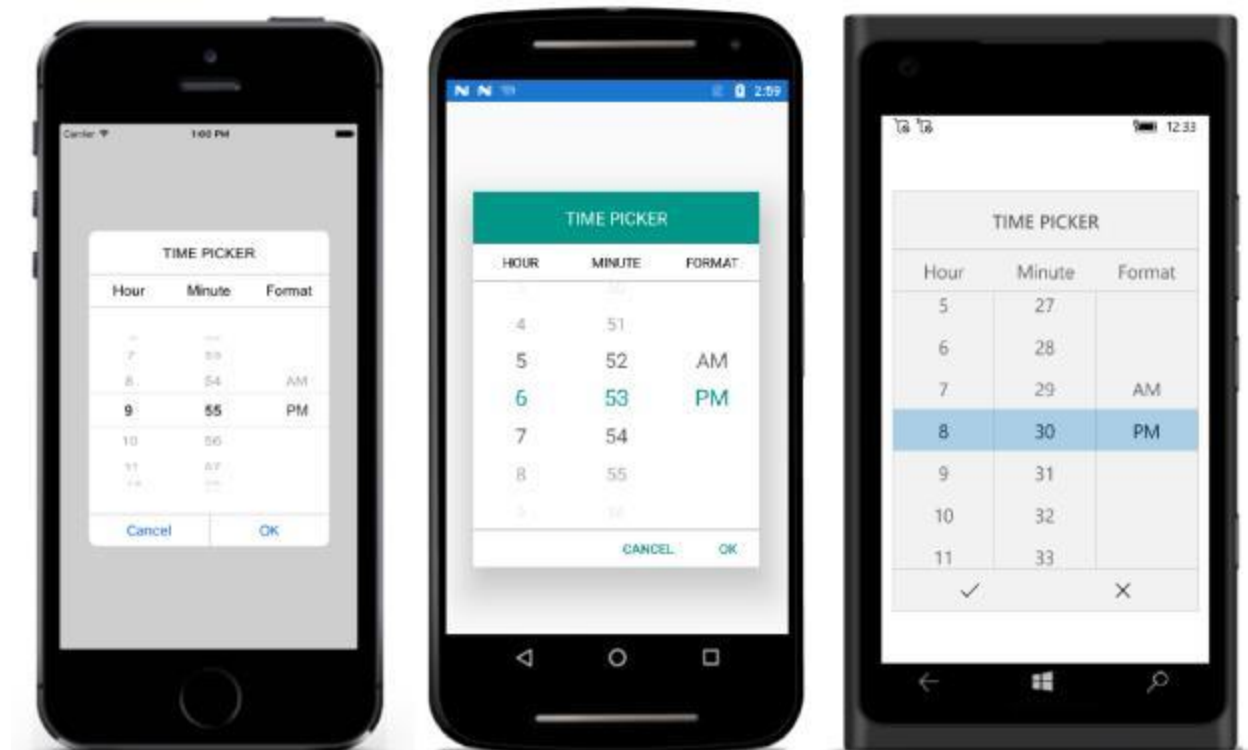 Carrier 1:00 PM
TIME PICKER
Hour Minute Format
7
8 54 AM
9 55 PM
10 56
11 57
Cancel OK
2:59
TIME PICKER
HOUR MINUTE FORMAT
4 51
5 52 AM
6 53 PM
7 54
8 55
CANCEL OK
12:33
TIME PICKER
Hour Minute Format
5 27
6 28
7 29 AM
8 30 PM
9 31
10 32
11 33